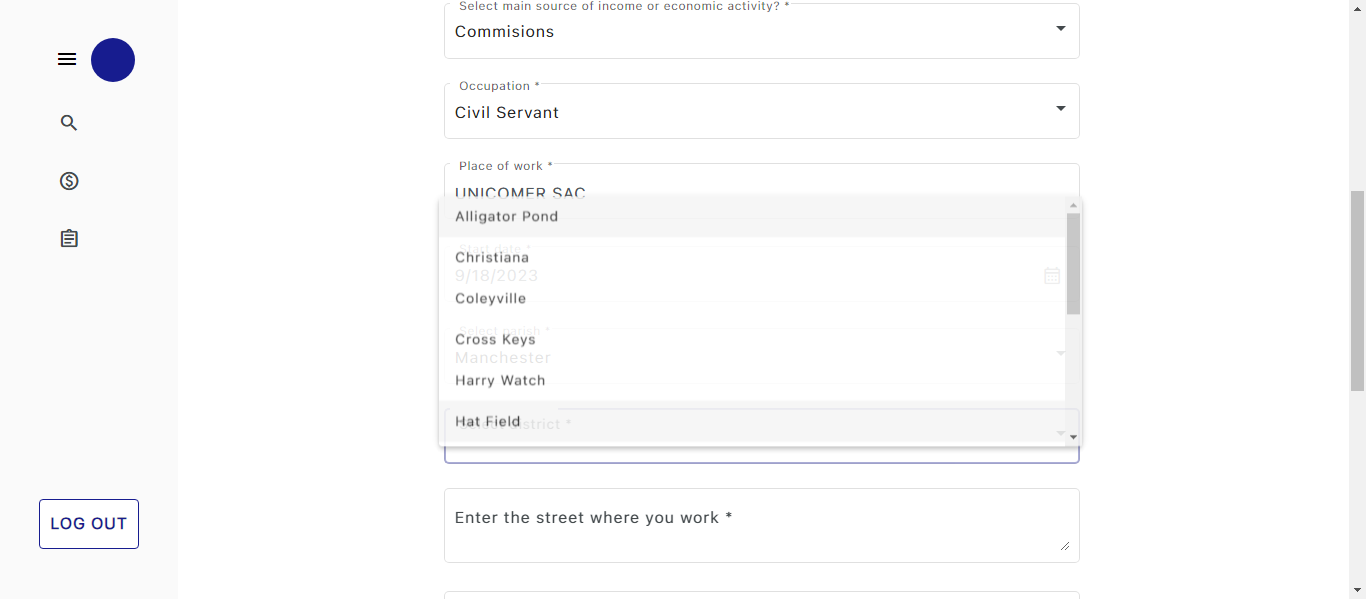 Select main source of income or economic activity? *
Commisions
Occupation *
Civil Servant
Place of work *
UNICOMER SAC
Alligator Pond
Start date *
Christiana
9/18/2023
Coleyville
Select parish *
Cross Keys
Manchester
Harry Watch
Hat Field
Select district *
Enter the street where you work *
LOG OUT